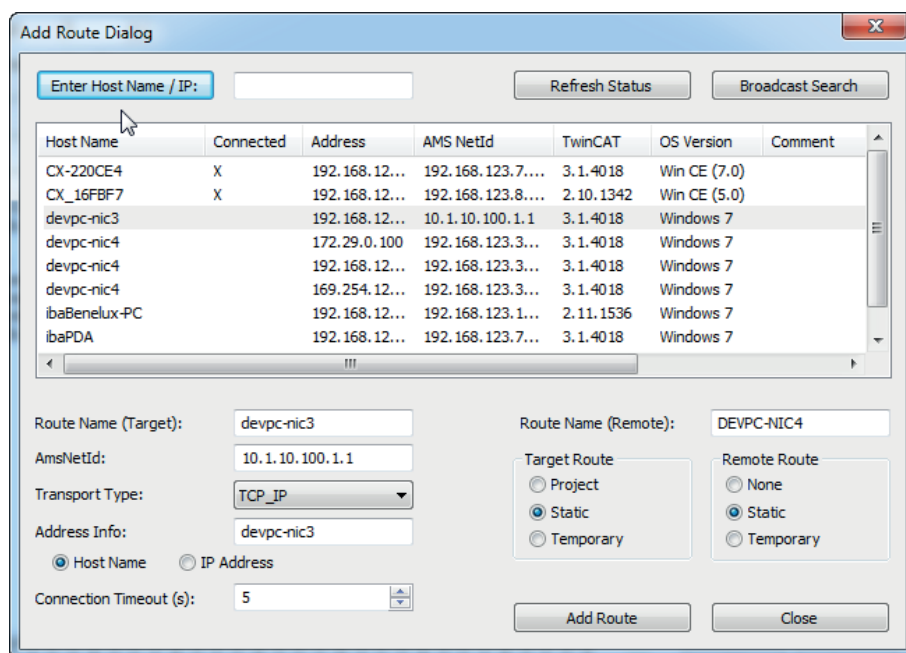 Add Route Dialog
Enter Host Name / IP: Refresh Status Broadcast Search
Host Name Connected Address AMS NetId TwinCAT OS Version Comment
CX-220CE4 X 192.168.12... 192.168.123.7.... 3.1.4018 Win CE (7.0)
CX_16FBF7 X 192.168.12... 192.168.123.8.... 2.10.1342 Win CE (5.0)
devpc-nic3 192.168.12... 10.1.10.100.1.1 3.1.4018 Windows 7
devpc-nic4 172.29.0.100 192.168.123.3... 3.1.4018 Windows 7
devpc-nic4 192.168.12... 192.168.123.3... 3.1.4018 Windows 7
devpc-nic4 169.254.12... 192.168.123.3... 3.1.4018 Windows 7
ibaBenelux-PC 192.168.12... 192.168.123.1... 2.11.1536 Windows 7
ibaPDA 192.168.12... 192.168.123.7... 3.1.4018 Windows 7
Route Name (Target): devpc-nic3 Route Name (Remote): DEVPC-NIC4
AmsNetId: 10.1.10.100.1.1 Target Route Remote Route
Project None
Transport Type: TCP_IP Static Static
Address Info: devpc-nic3 Temporary Temporary
Host Name IP Address
Connection Timeout (s): 5
Add Route Close